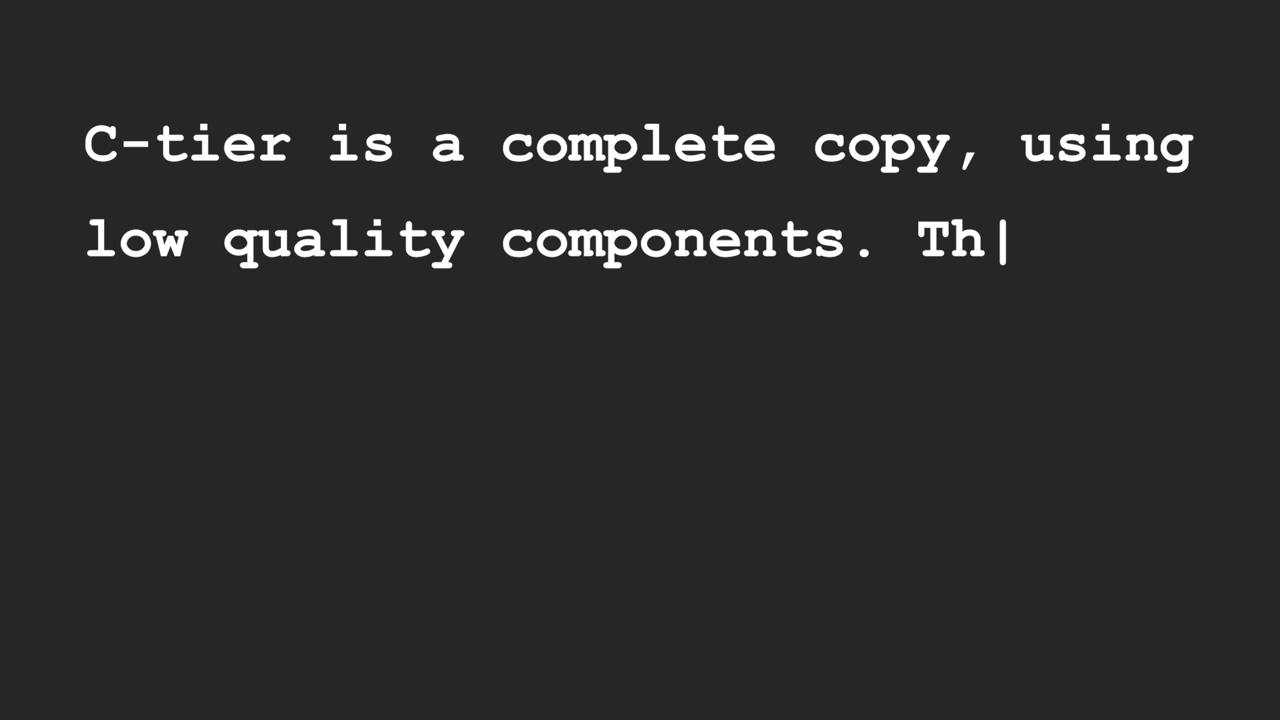 C-tier is a complete copy, using
low quality components. Th|